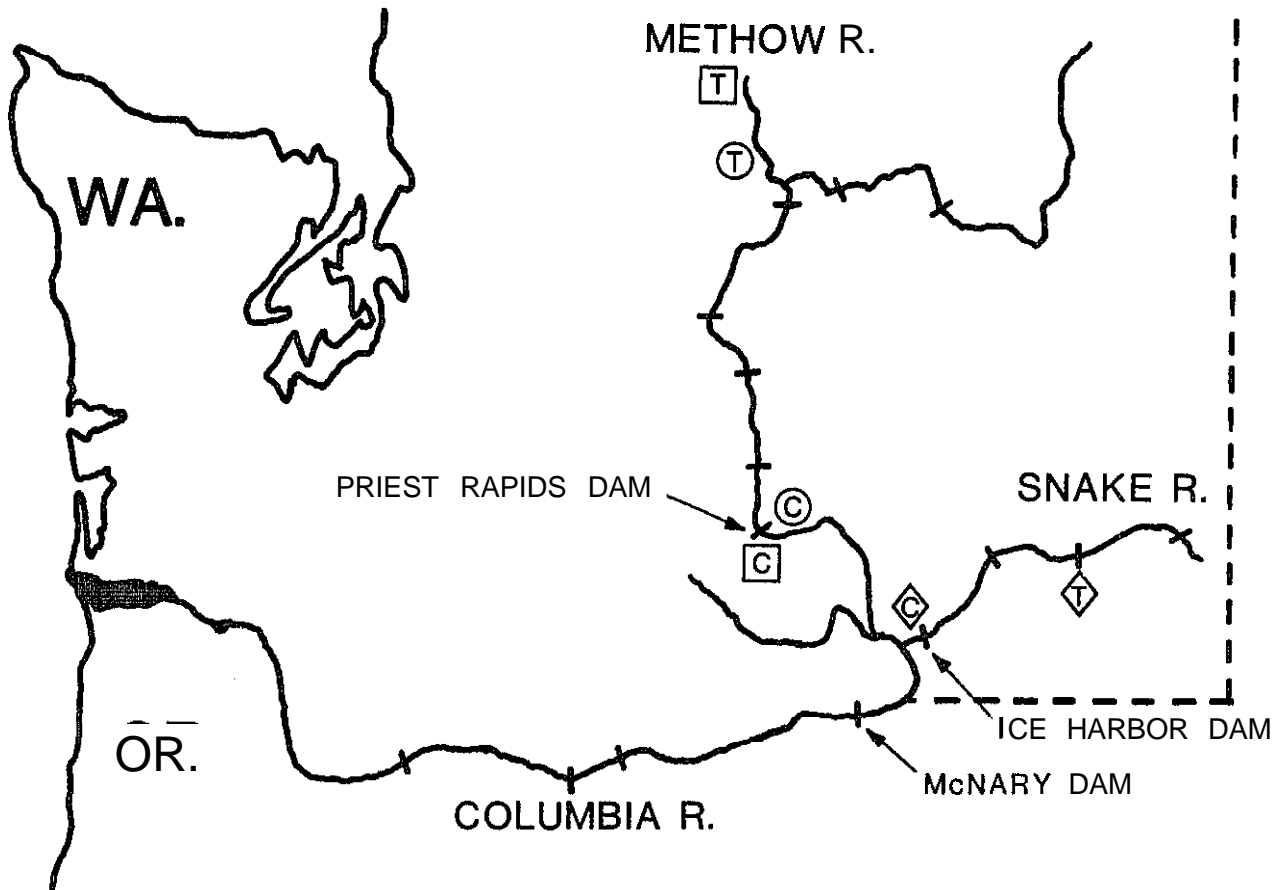 METHOW R.
T
T
WA.
PRIEST RAPIDS DAM
C
C
SNAKE R.
C
T
OR.
ICE HARBOR DAM
McNARY DAM
COLUMBIA R.